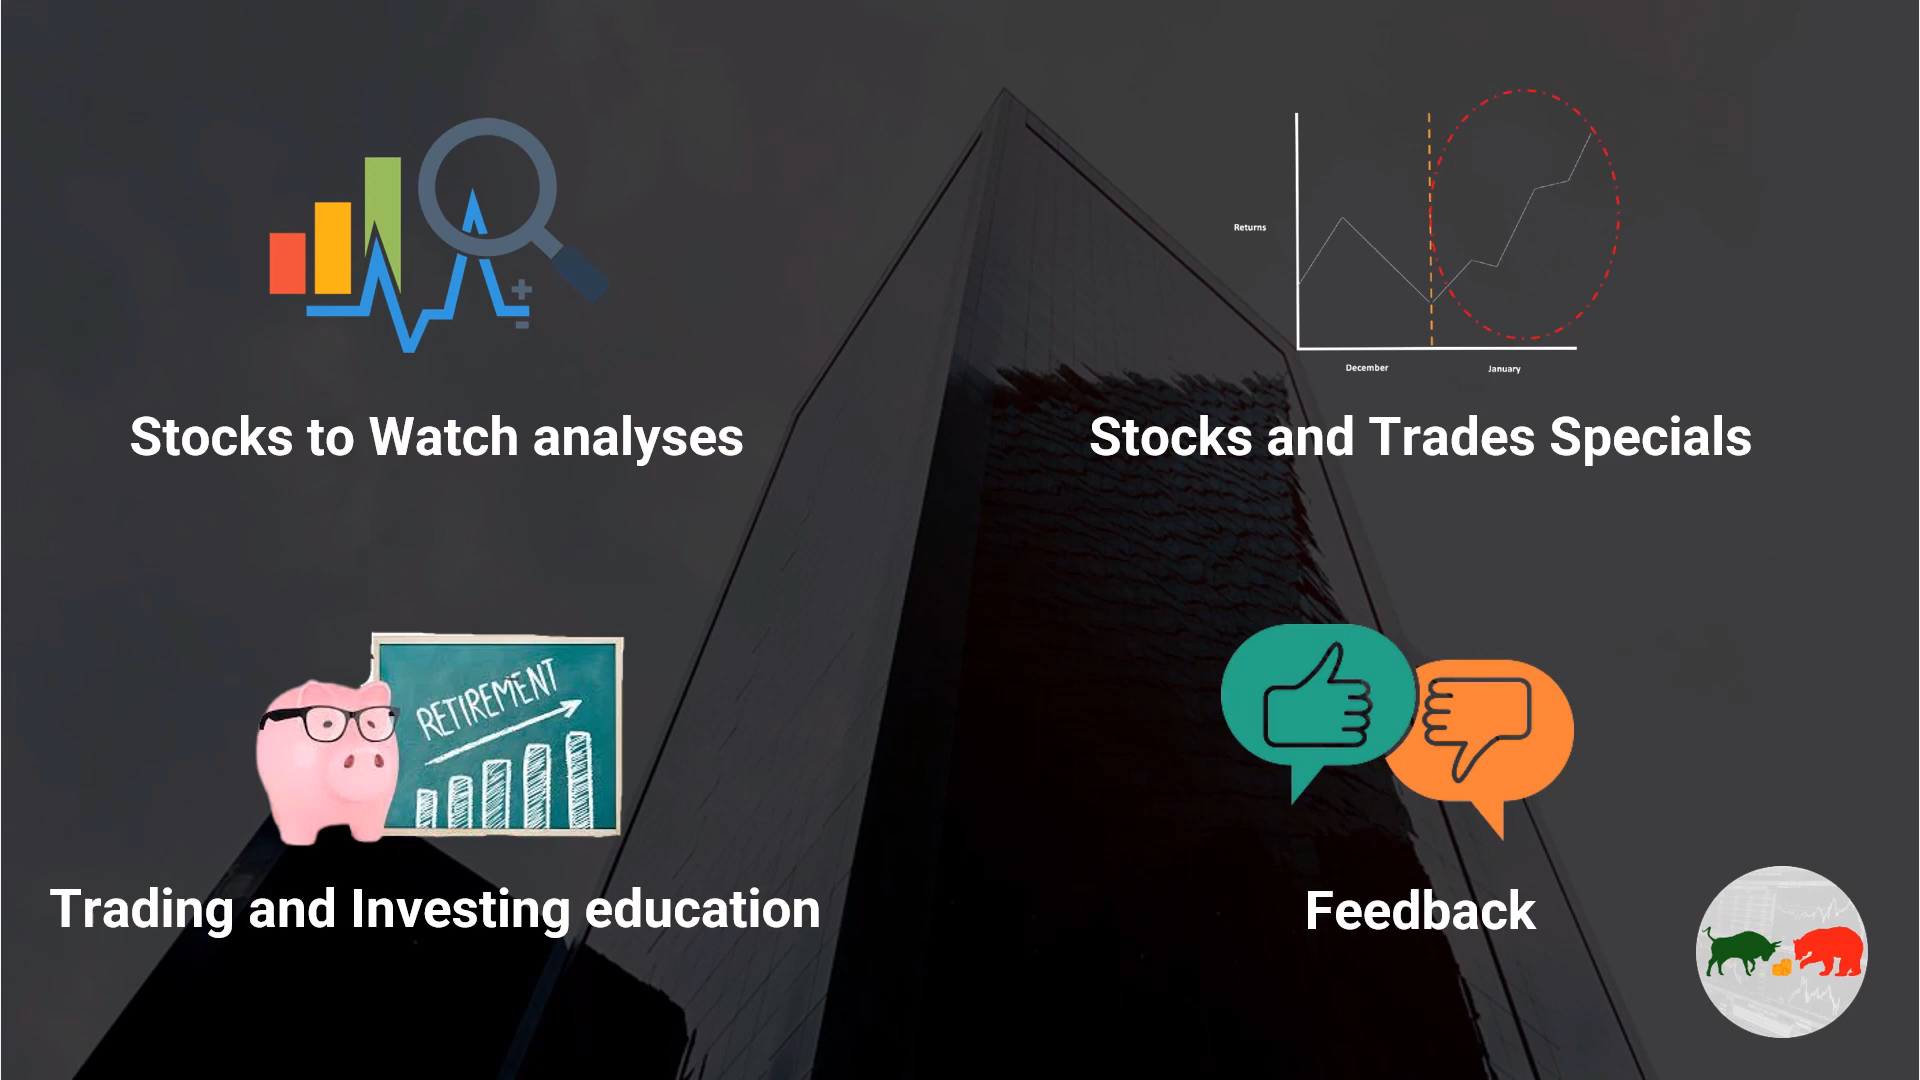 Returns
December
January
Stocks to Watch analyses
Stocks and Trades Specials
RETIREMENT
Trading and Investing education
Feedback